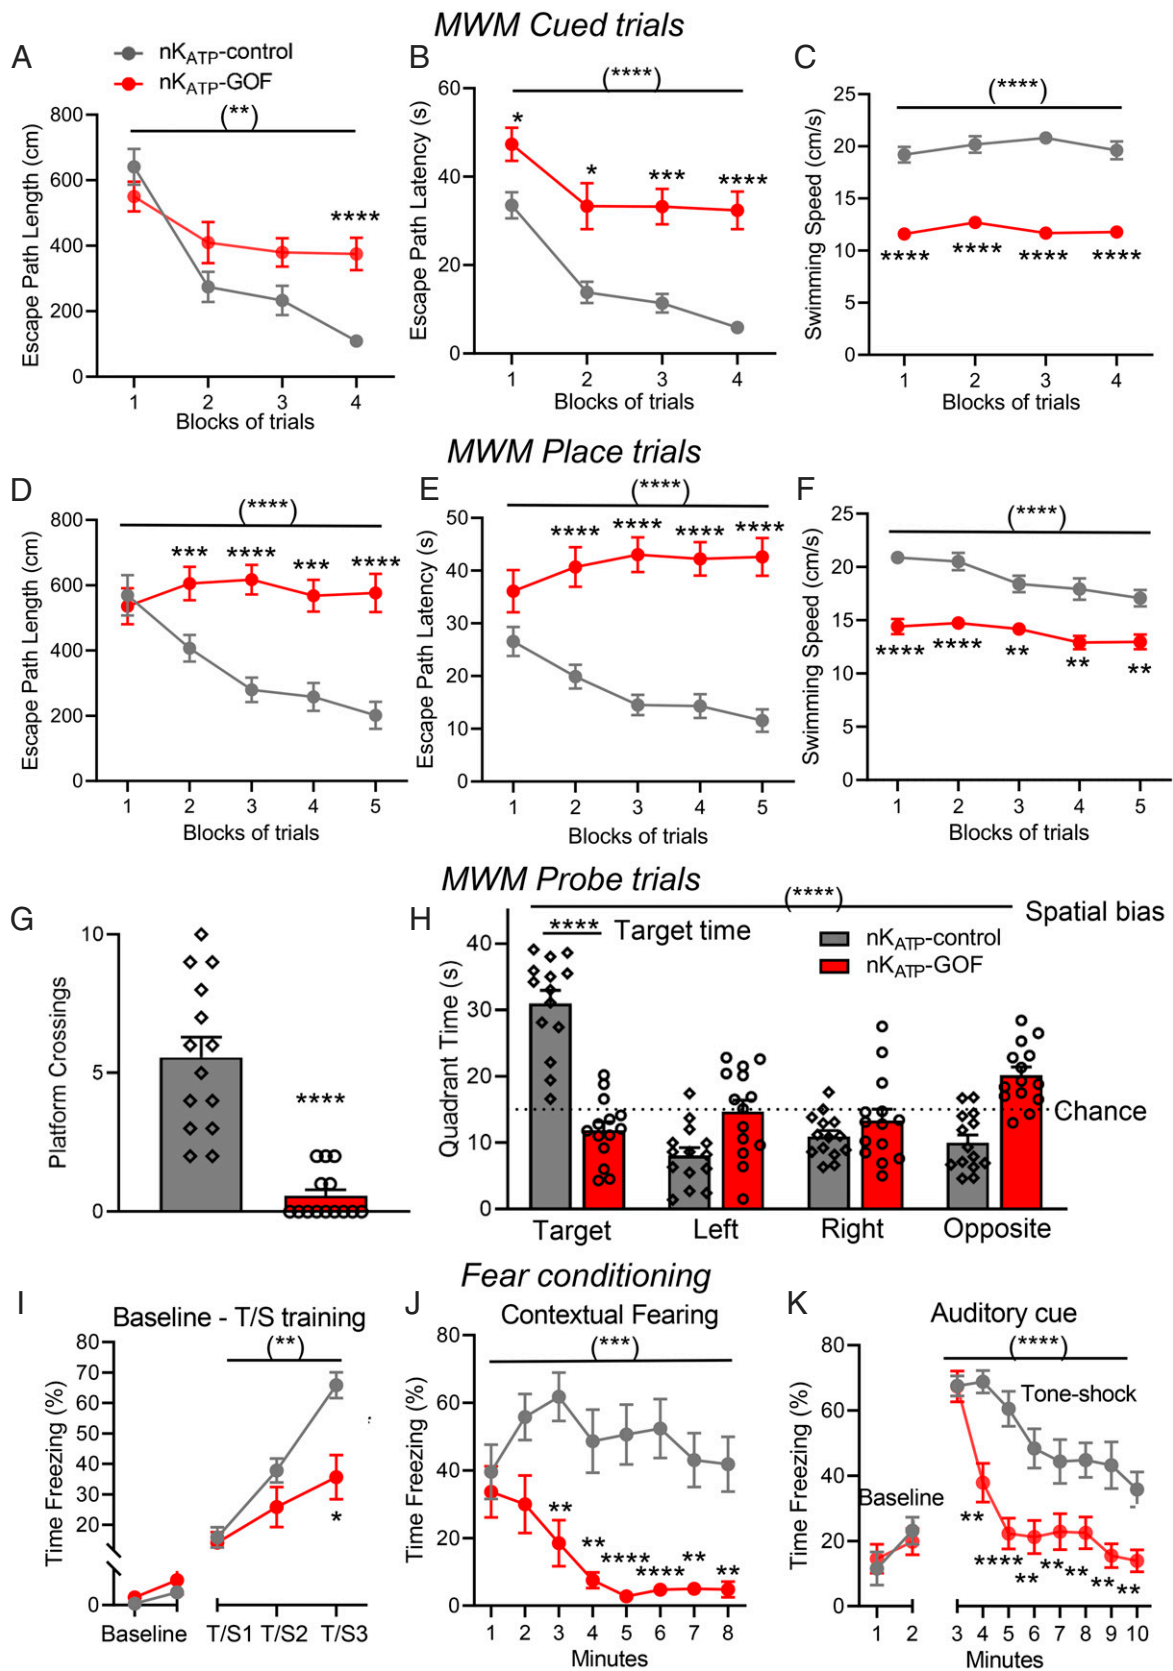 MWM Cued trials
A
nKATP-control
nKATP-GOF
(**)
Escape Path Length (cm)
800
600
400
200
0
****
1 2 3 4
Blocks of trials
B
(****)
Escape Path Latency (s)
60
40
20
0
* * *** ****
1 2 3 4
Blocks of trials
C
(****)
Swimming Speed (cm/s)
25
20
15
10
5
0
**** **** **** ****
1 2 3 4
Blocks of trials
MWM Place trials
D
(****)
Escape Path Length (cm)
800
600
400
200
0
*** **** *** ****
1 2 3 4 5
Blocks of trials
E
(****)
Escape Path Latency (s)
50
40
30
20
10
0
**** **** **** ****
1 2 3 4 5
Blocks of trials
F
(****)
Swimming Speed (cm/s)
25
20
15
10
5
0
**** **** ** ** **
1 2 3 4 5
Blocks of trials
MWM Probe trials
G
Platform Crossings
10
5
0
****
H
(****)
Spatial bias
**** Target time
nKATP-control
nKATP-GOF
Quadrant Time (s)
40
30
20
10
0
Chance
Target Left Right Opposite
Fear conditioning
I
Baseline - T/S training
(**)
Time Freezing (%)
80
70
60
50
40
30
20
0
*
Baseline T/S1 T/S2 T/S3
J
Contextual Fearing
(***)
Time Freezing (%)
80
60
40
20
0
** ** **** **** ** **
1 2 3 4 5 6 7 8
Minutes
K
Auditory cue
(****)
Tone-shock
Time Freezing (%)
80
60
40
20
0
Baseline
** **** ** ** ** ** **
1 2 3 4 5 6 7 8 9 10
Minutes